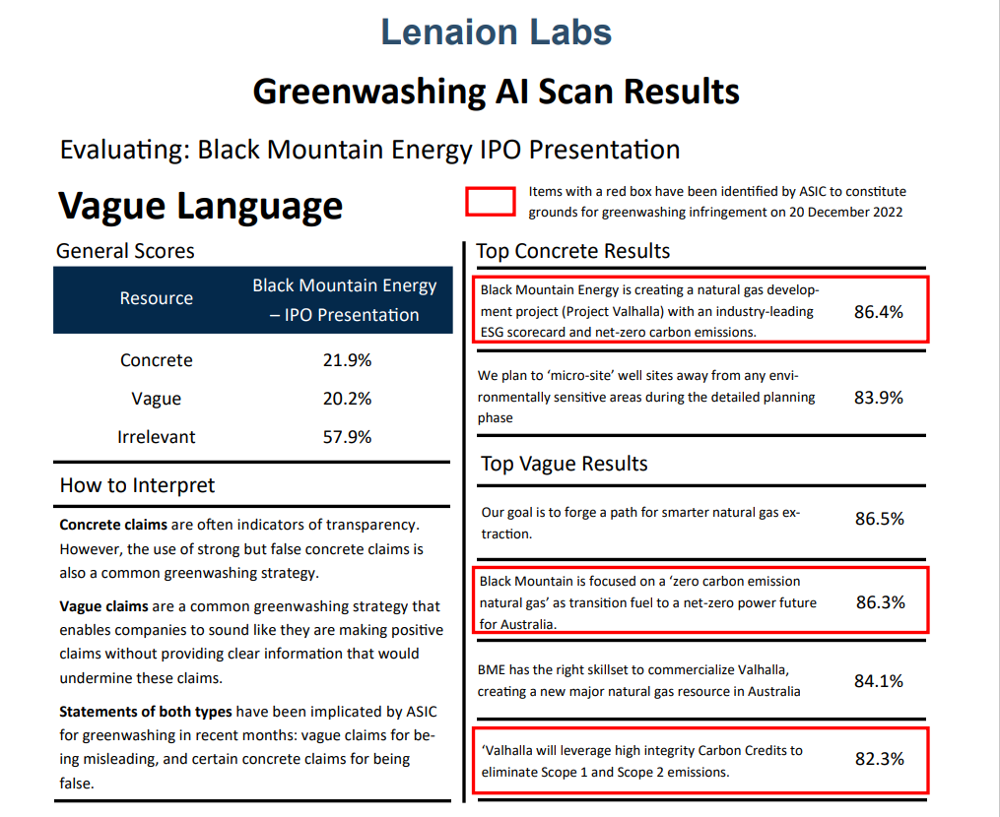 Lenaion Labs
Greenwashing AI Scan Results
Evaluating: Black Mountain Energy IPO Presentation
Vague Language
Items with a red box have been identified by ASIC to constitute
grounds for greenwashing infringement on 20 December 2022
General Scores
Resource
Black Mountain Energy
– IPO Presentation
Concrete 21.9%
Vague 20.2%
Irrelevant 57.9%
How to Interpret
Concrete claims are often indicators of transparency.
However, the use of strong but false concrete claims is
also a common greenwashing strategy.
Vague claims are a common greenwashing strategy that
enables companies to sound like they are making positive
claims without providing clear information that would
undermine these claims.
Statements of both types have been implicated by ASIC
for greenwashing in recent months: vague claims for be-
ing misleading, and certain concrete claims for being
false.
Top Concrete Results
Black Mountain Energy is creating a natural gas develop-
ment project (Project Valhalla) with an industry-leading
ESG scorecard and net-zero carbon emissions.
86.4%
We plan to ‘micro-site’ well sites away from any envi-
ronmentally sensitive areas during the detailed planning
phase
83.9%
Top Vague Results
Our goal is to forge a path for smarter natural gas ex-
traction.
86.5%
Black Mountain is focused on a ‘zero carbon emission
natural gas’ as transition fuel to a net-zero power future
for Australia.
86.3%
BME has the right skillset to commercialize Valhalla,
creating a new major natural gas resource in Australia
84.1%
‘Valhalla will leverage high integrity Carbon Credits to
eliminate Scope 1 and Scope 2 emissions.
82.3%